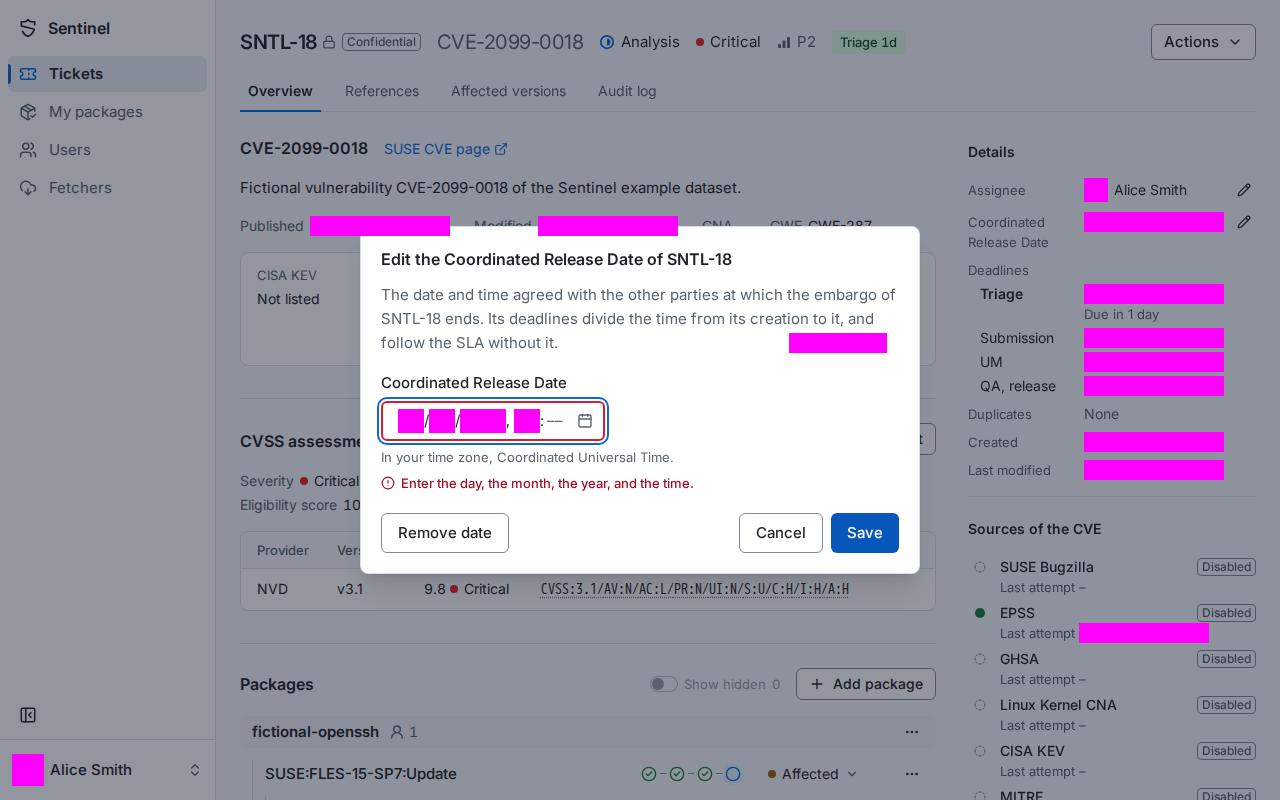 Sentinel
Tickets
My packages
Users
Fetchers
Alice Smith
SNTL-18 Confidential CVE-2099-0018 Analysis Critical P2 Triage 1d
Actions
Overview References Affected versions Audit log
CVE-2099-0018 SUSE CVE page
Fictional vulnerability CVE-2099-0018 of the Sentinel example dataset.
Published Modified CNA CWE CWE-287
CISA KEV
Not listed
Edit the Coordinated Release Date of SNTL-18
The date and time agreed with the other parties at which the embargo of
SNTL-18 ends. Its deadlines divide the time from its creation to it, and
follow the SLA without it.
Coordinated Release Date
/ / , : ––
In your time zone, Coordinated Universal Time.
Enter the day, the month, the year, and the time.
Remove date Cancel Save
CVSS assessme
Severity Critical
Eligibility score 10
Provider Vers
NVD v3.1 9.8 Critical CVSS:3.1/AV:N/AC:L/PR:N/UI:N/S:U/C:H/I:H/A:H
Packages Show hidden 0 Add package
fictional-openssh 1
SUSE:FLES-15-SP7:Update Affected
Details
Assignee Alice Smith
Coordinated
Release Date
Deadlines
Triage
Due in 1 day
Submission
UM
QA, release
Duplicates None
Created
Last modified
Sources of the CVE
SUSE Bugzilla Disabled
Last attempt –
EPSS Disabled
Last attempt
GHSA Disabled
Last attempt –
Linux Kernel CNA Disabled
Last attempt –
CISA KEV Disabled
Last attempt –
MITRE Disabled